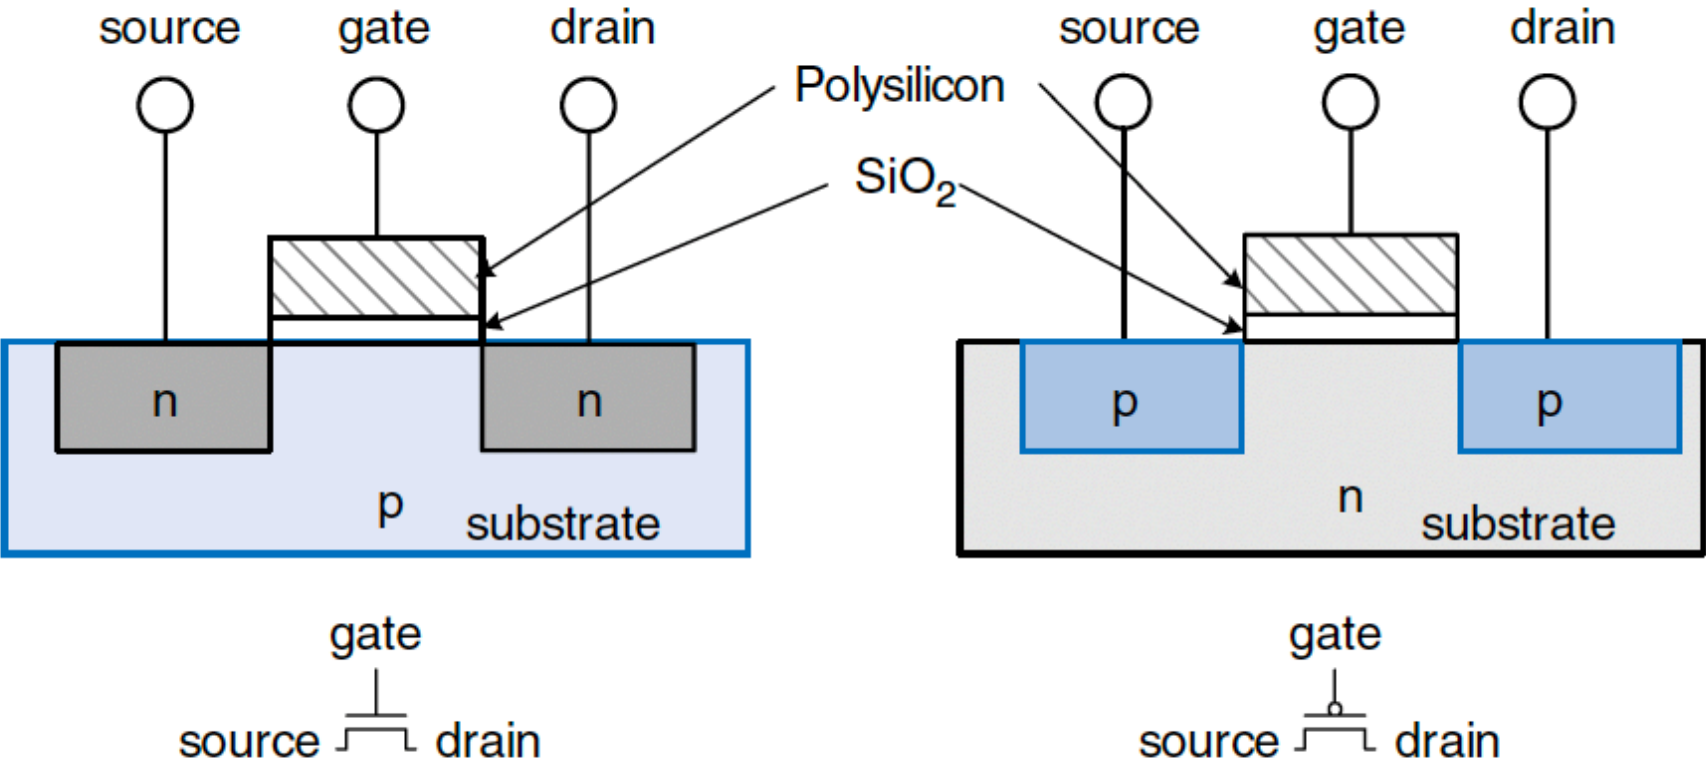 source gate drain
source gate drain
Polysilicon
SiO₂
n n
p substrate
p p
n substrate
gate
source drain
gate
source drain